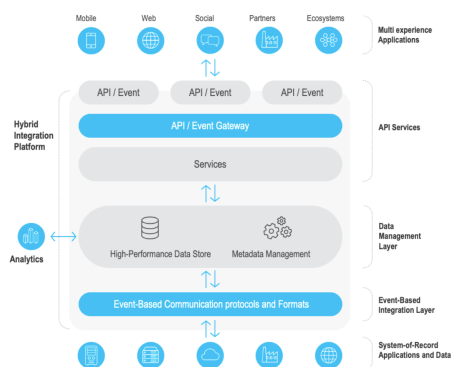 Mobile
Web
Social
Partners
Ecosystems
Multi experience
Applications
API / Event
API / Event
API / Event
Hybrid
Integration
Platform
API / Event Gateway
API Services
Services
Analytics
High-Performance Data Store
Metadata Management
Data
Management
Layer
Event-Based Communication protocols and Formats
Event-Based
Integration Layer
System-of-Record
Applications and Data